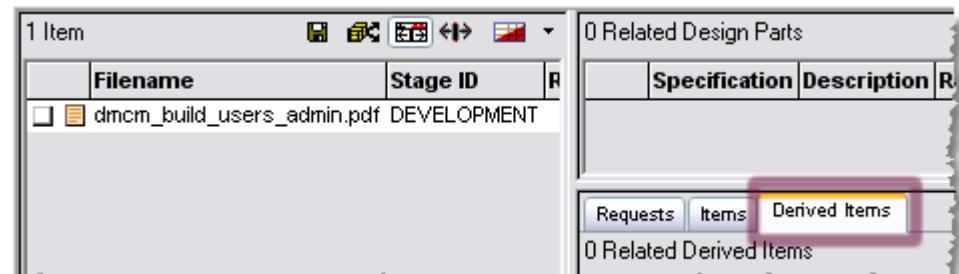 1 Item
Filename Stage ID R
dmcm_build_users_admin.pdf DEVELOPMENT
0 Related Design Parts
Specification Description R
Requests Items Derived Items
0 Related Derived Items